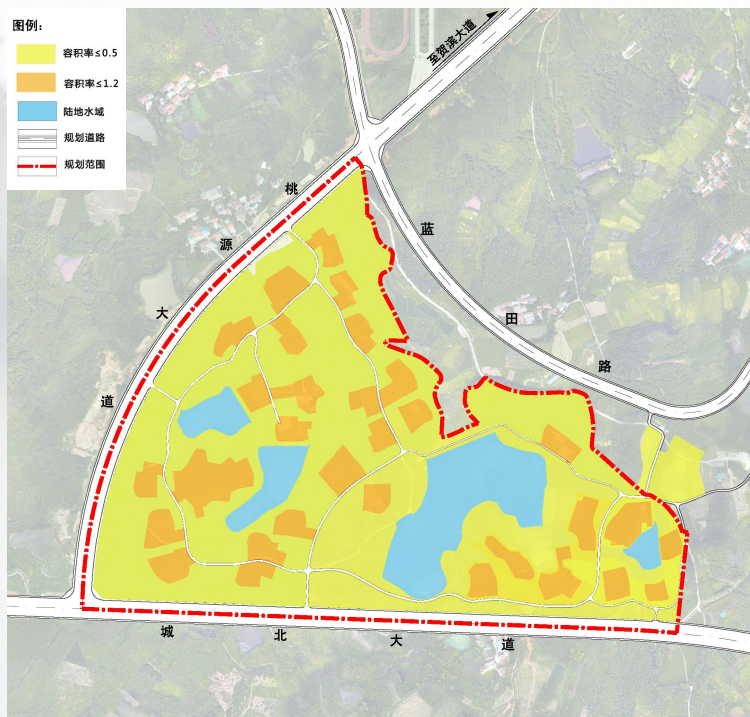 图例：
容积率≤0.5
容积率≤1.2
陆地水域
规划道路
规划范围
至贺滨大道
桃源大道
蓝田路
城北大道